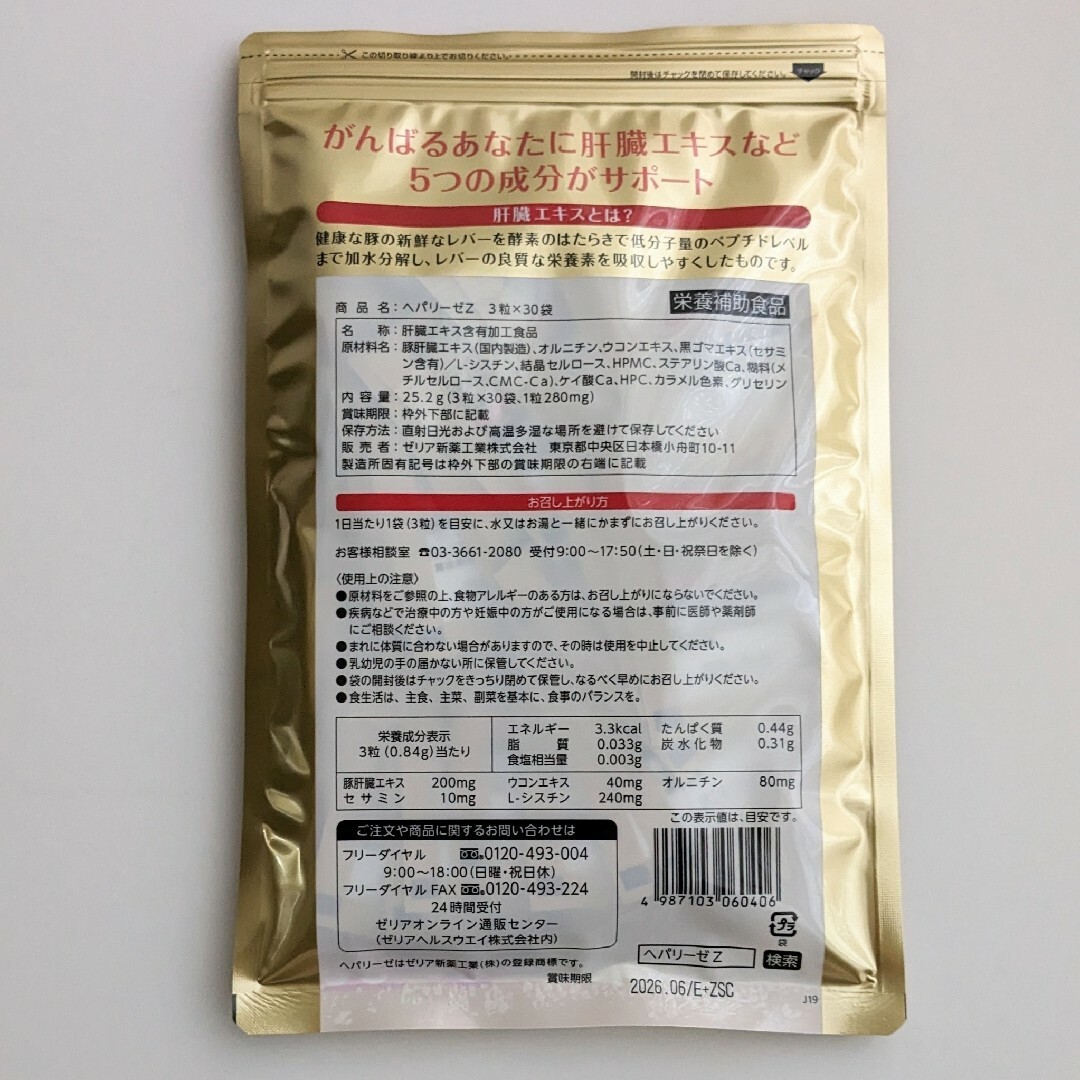 この切り取り線より上でお切りください。
開封後はチャックを閉めて保存してください。 チャック
がんばるあなたに肝臓エキスなど
5つの成分がサポート
肝臓エキスとは?
健康な豚の新鮮なレバーを酵素のはたらきで低分子量のペプチドレベル
まで加水分解し、レバーの良質な栄養素を吸収しやすくしたものです。
商品名:ヘパリーゼZ 3粒×30袋 栄養補助食品
名称:肝臓エキス含有加工食品
原材料名:豚肝臓エキス(国内製造)、オルニチン、ウコンエキス、黒ゴマエキス(セサミ
ン含有)/L-シスチン、結晶セルロース、HPMC、ステアリン酸Ca、糊料(メ
チルセルロース、CMC-Ca)、ケイ酸Ca、HPC、カラメル色素、グリセリン
内容量:25.2g(3粒×30袋、1粒280mg)
賞味期限:枠外下部に記載
保存方法:直射日光および高温多湿な場所を避けて保存してください
販売者:ゼリア新薬工業株式会社 東京都中央区日本橋小舟町10-11
製造所固有記号は枠外下部の賞味期限の右端に記載
お召し上がり方
1日当たり1袋(3粒)を目安に、水又はお湯と一緒にかまずにお召し上がりください。
お客様相談室 ☎03-3661-2080 受付9:00~17:50(土・日・祝祭日を除く)
〈使用上の注意〉
●原材料をご参照の上、食物アレルギーのある方は、お召し上がりにならないでください。
●疾病などで治療中の方や妊娠中の方がご使用になる場合は、事前に医師や薬剤師
にご相談ください。
●まれに体質に合わない場合がありますので、その時は使用を中止してください。
●乳幼児の手の届かない所に保管してください。
●袋の開封後はチャックをきっちり閉めて保管し、なるべく早めにお召し上がりください。
●食生活は、主食、主菜、副菜を基本に、食事のバランスを。
栄養成分表示
3粒(0.84g)当たり
エネルギー 3.3kcal たんぱく質 0.44g
脂質 0.033g 炭水化物 0.31g
食塩相当量 0.003g
豚肝臓エキス 200mg ウコンエキス 40mg オルニチン 80mg
セサミン 10mg L-シスチン 240mg
この表示値は、目安です。
ご注文や商品に関するお問い合わせは
フリーダイヤル 0120-493-004
9:00~18:00(日曜・祝日休)
フリーダイヤル FAX 0120-493-224
24時間受付
ゼリアオンライン通販センター
(ゼリアヘルスウエイ株式会社内)
4 987103 060406
プラ
袋
ヘパリーゼZ 検索
ヘパリーゼはゼリア新薬工業(株)の登録商標です。
賞味期限 2026.06/E+ZSC
J19